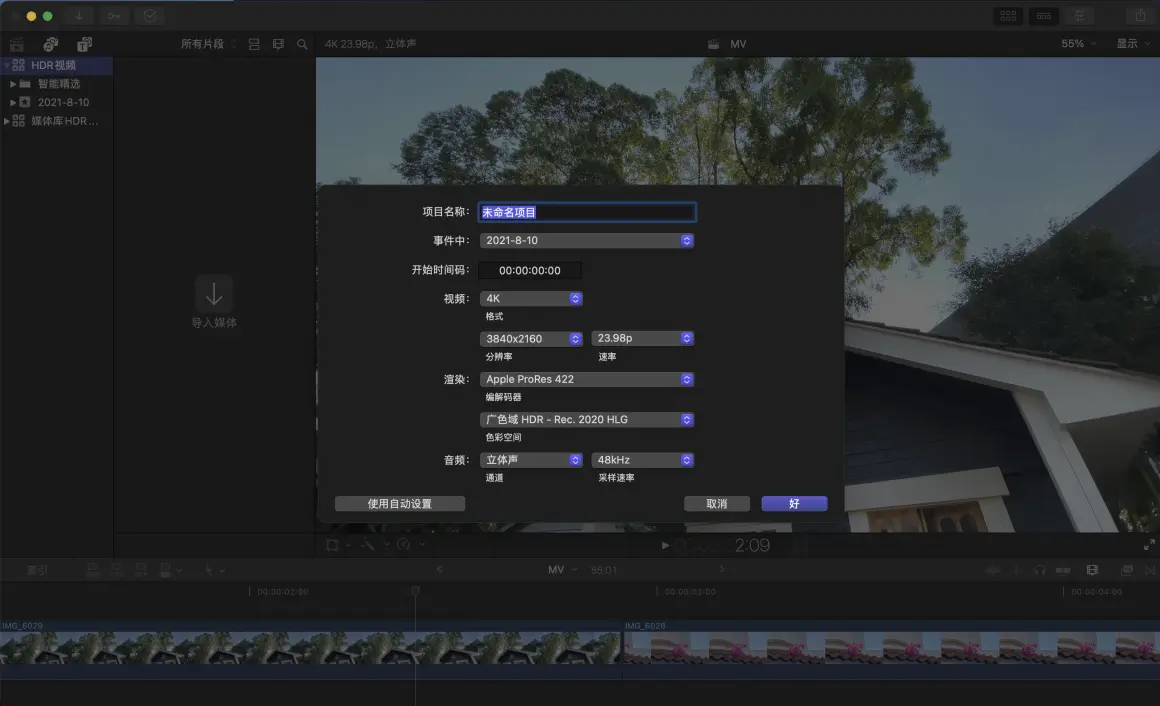 所有片段
4K 23.98p，立体声
MV
55%
显示
HDR视频
智能精选
2021-8-10
媒体库HDR...
导入媒体
项目名称：
未命名项目
事件中：
2021-8-10
开始时间码：
00:00:00:00
视频：
4K
格式
3840x2160
23.98p
分辨率
速率
渲染：
Apple ProRes 422
编解码器
广色域 HDR - Rec. 2020 HLG
色彩空间
音频：
立体声
48kHz
通道
采样速率
使用自动设置
取消
好
2:09
索引
MV
55:01
00:00:02:00
00:00:03:00
00:00:04:00
IMG_6029
IMG_6028